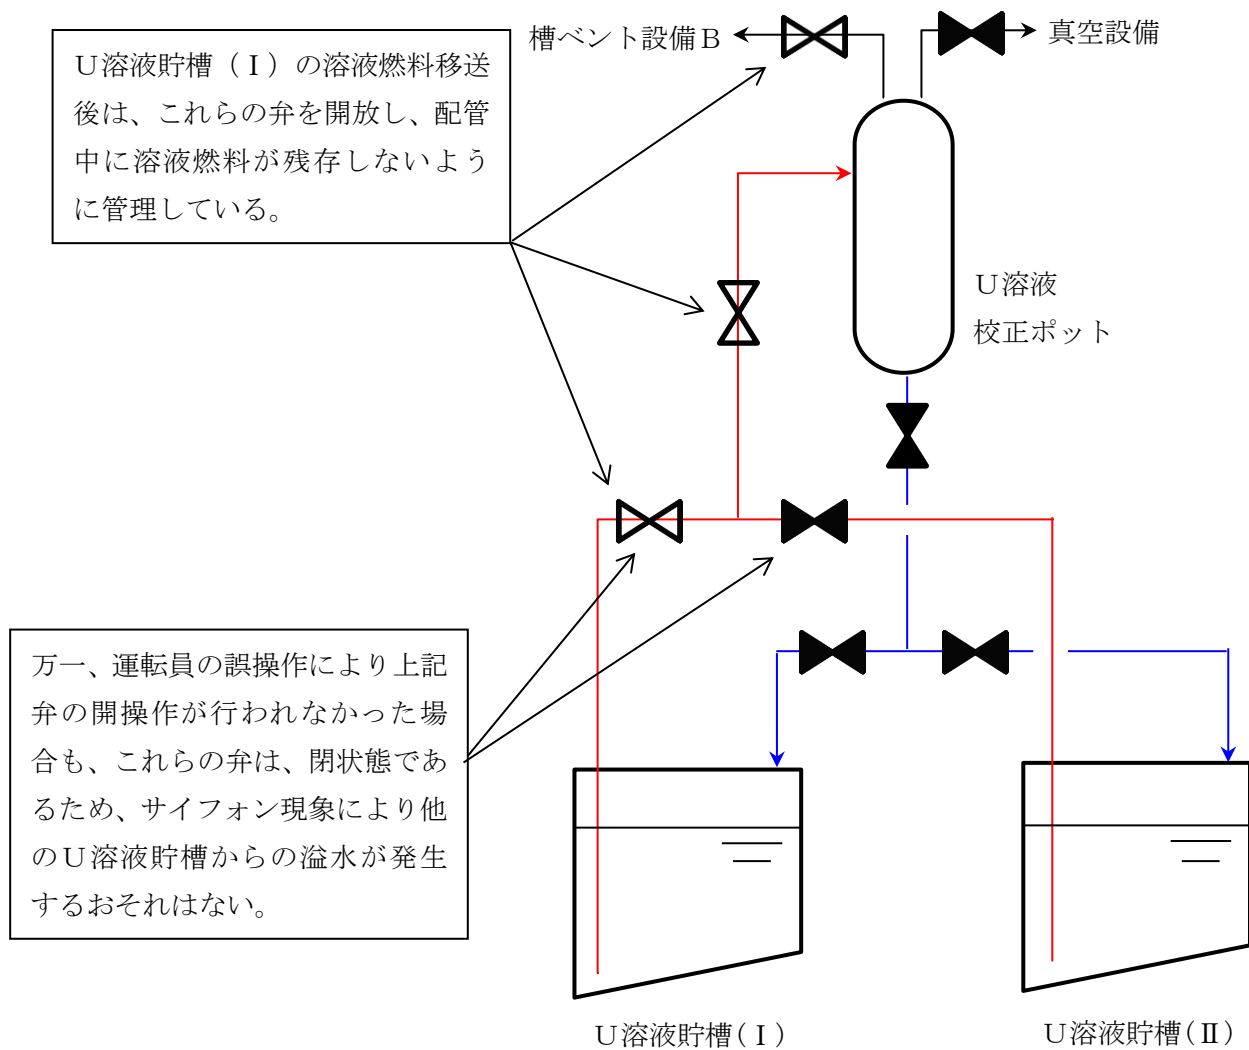 槽ベント設備Ｂ
真空設備
Ｕ溶液貯槽（Ⅰ）の溶液燃料移送
後は、これらの弁を開放し、配管
中に溶液燃料が残存しないよう
に管理している。
Ｕ溶液
校正ポット
万一、運転員の誤操作により上記
弁の開操作が行われなかった場
合も、これらの弁は、閉状態であ
るため、サイフォン現象により他
のＵ溶液貯槽からの溢水が発生
するおそれはない。
Ｕ溶液貯槽(Ⅰ)
Ｕ溶液貯槽(Ⅱ)